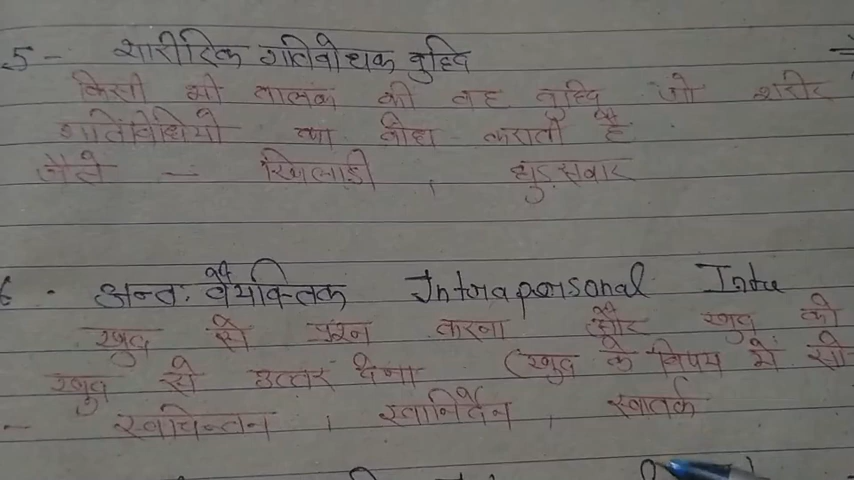 5- शारीरिक गतिबोधक बुद्धि
किसी भी बालक की वह बुद्धि जो शरीर
गतिविधियो का बोध कराती है
जैसे - खिलाड़ी, घुड़सवार
6. अन्तः वैयक्तिक Intrapersonal Inte
खुद से प्रश्न करना और खुद को
खुद से उत्तर देना (खुद के विषय में सो
- स्वचिन्तन, स्वनिर्देशन, स्वतर्क